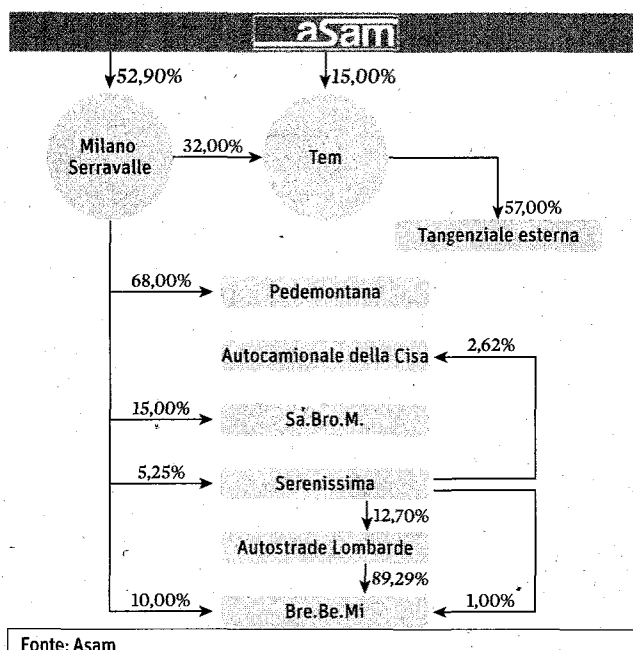 asam
52,90%
15,00%
Milano
Serravalle
32,00%
Tem
57,00%
Tangenziale esterna
68,00%
Pedemontana
Autocamionale della Cisa
2,62%
15,00%
Sa.Bro.M.
5,25%
Serenissima
12,70%
Autostrade Lombarde
89,29%
10,00%
Bre.Be.Mi
1,00%
Fonte: Asam